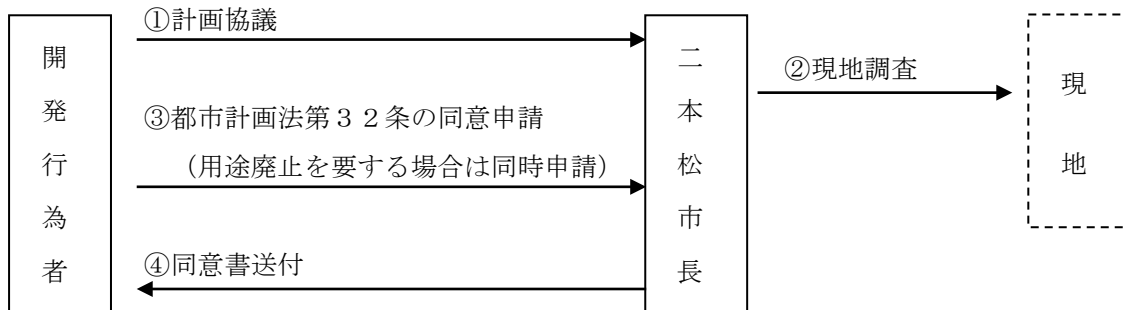 ①計画協議
開発行為者
二本松市長
②現地調査
現地
③都市計画法第３２条の同意申請
（用途廃止を要する場合は同時申請）
④同意書送付